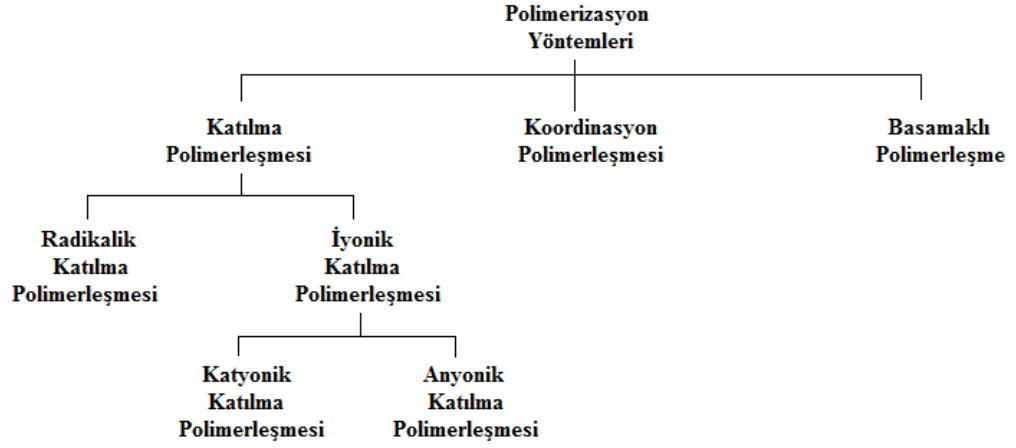 Polimerizasyon
Yöntemleri
Katılma
Polimerleşmesi
Koordinasyon
Polimerleşmesi
Basamaklı
Polimerleşme
Radikalik
Katılma
Polimerleşmesi
İyonik
Katılma
Polimerleşmesi
Katyonik
Katılma
Polimerleşmesi
Anyonik
Katılma
Polimerleşmesi